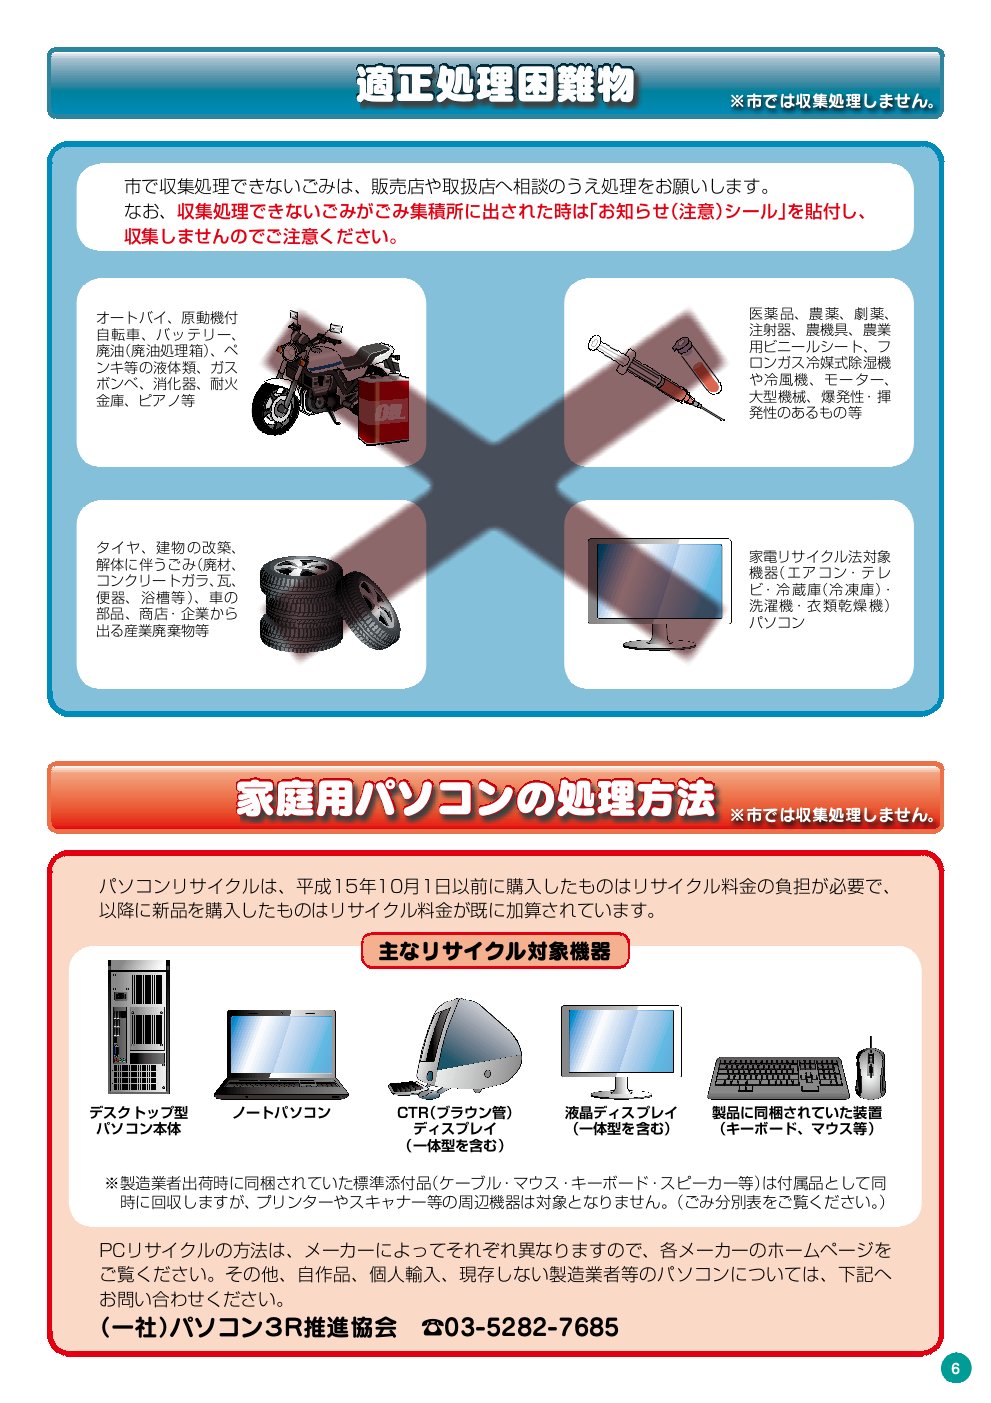 適正処理困難物
※市では収集処理しません。
市で収集処理できないごみは、販売店や取扱店へ相談のうえ処理をお願いします。
なお、収集処理できないごみがごみ集積所に出された時は「お知らせ（注意）シール」を貼付し、
収集しませんのでご注意ください。
オートバイ、原動機付
自転車、バッテリー、
廃油（廃油処理箱）、ペ
ンキ等の液体類、ガス
ボンベ、消化器、耐火
金庫、ピアノ等
OIL
医薬品、農薬、劇薬、
注射器、農機具、農業
用ビニールシート、フ
ロンガス冷媒式除湿機
や冷風機、モーター、
大型機械、爆発性・揮
発性のあるもの等
タイヤ、建物の改築、
解体に伴うごみ（廃材、
コンクリートガラ、瓦、
便器、浴槽等）、車の
部品、商店・企業から
出る産業廃棄物等
家電リサイクル法対象
機器（エアコン・テレ
ビ・冷蔵庫（冷凍庫）・
洗濯機・衣類乾燥機）
パソコン
家庭用パソコンの処理方法
※市では収集処理しません。
パソコンリサイクルは、平成15年10月1日以前に購入したものはリサイクル料金の負担が必要で、
以降に新品を購入したものはリサイクル料金が既に加算されています。
主なリサイクル対象機器
デスクトップ型
パソコン本体
ノートパソコン
CTR（ブラウン管）
ディスプレイ
（一体型を含む）
液晶ディスプレイ
（一体型を含む）
製品に同梱されていた装置
（キーボード、マウス等）
※製造業者出荷時に同梱されていた標準添付品（ケーブル・マウス・キーボード・スピーカー等）は付属品として同
時に回収しますが、プリンターやスキャナー等の周辺機器は対象となりません。（ごみ分別表をご覧ください。）
PCリサイクルの方法は、メーカーによってそれぞれ異なりますので、各メーカーのホームページを
ご覧ください。その他、自作品、個人輸入、現存しない製造業者等のパソコンについては、下記へ
お問い合わせください。
（一社）パソコン3R推進協会　☎03-5282-7685
6